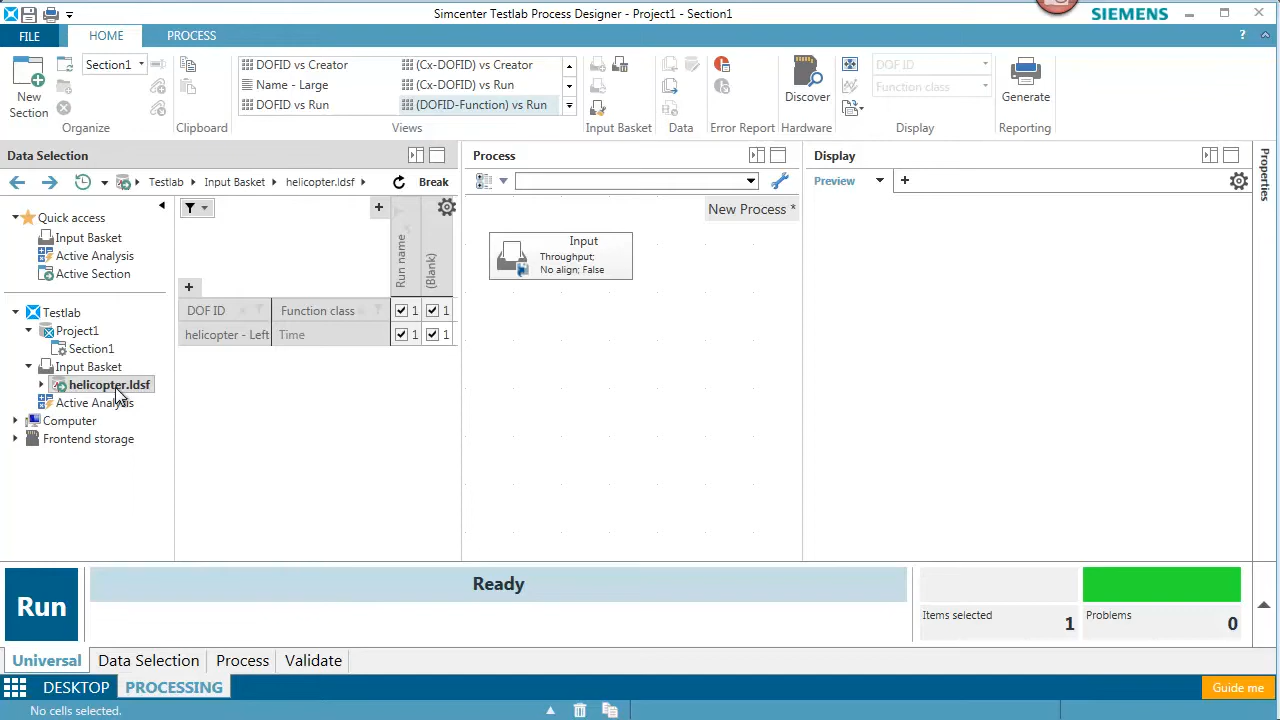 Simcenter Testlab Process Designer - Project1 - Section1
SIEMENS
FILE
HOME
PROCESS
?
New
Section
Section1
Organize
Clipboard
DOFID vs Creator
(Cx-DOFID) vs Creator
Name - Large
(Cx-DOFID) vs Run
DOFID vs Run
(DOFID-Function) vs Run
Views
Input Basket
Data
Error Report
Discover
Hardware
DOF ID
Function class
Display
Generate
Reporting
Data Selection
Process
Display
Properties
Testlab
Input Basket
helicopter.ldsf
Break
Preview
+
Quick access
Input Basket
Active Analysis
Active Section
Testlab
Project1
Section1
Input Basket
helicopter.ldsf
Active Analysis
Computer
Frontend storage
+
+
Run name
(Blank)
DOF ID
Function class
1
1
helicopter - Left
Time
1
1
New Process *
Input
Throughput;
No align; False
Run
Ready
Items selected
1
Problems
0
Universal
Data Selection
Process
Validate
DESKTOP
PROCESSING
Guide me
No cells selected.